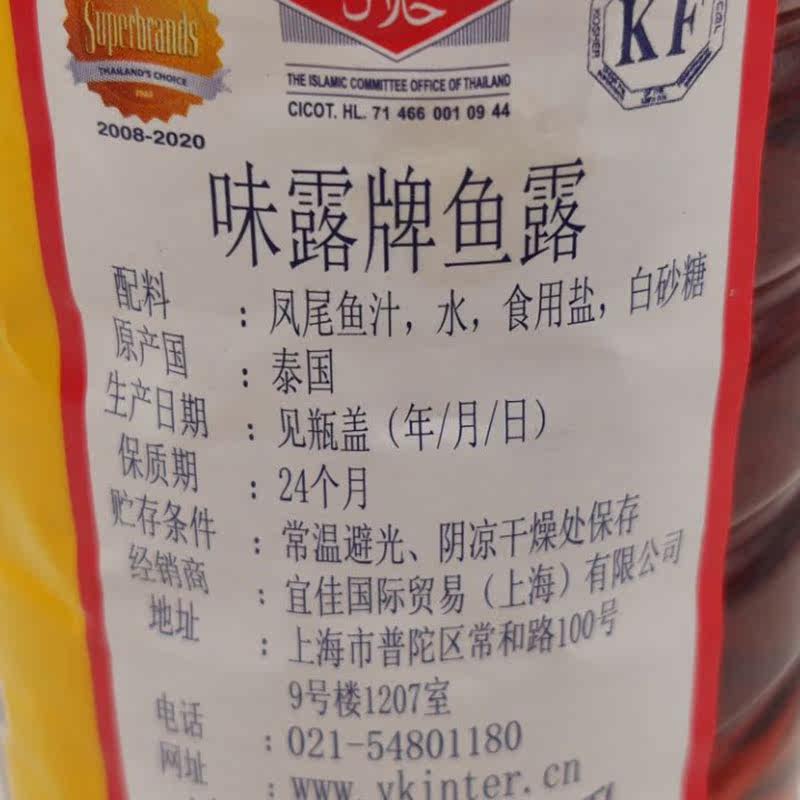 Superbrands
THAILAND'S CHOICE
2008-2020
حلال
THE ISLAMIC COMMITTEE OFFICE OF THAILAND
CICOT. HL. 71 466 001 09 44
KOSHER
KF
味露牌鱼露
配料 : 凤尾鱼汁，水，食用盐，白砂糖
原产国 : 泰国
生产日期 : 见瓶盖（年/月/日）
保质期 : 24个月
贮存条件 : 常温避光、阴凉干燥处保存
经销商 : 宜佳国际贸易（上海）有限公司
地址 : 上海市普陀区常和路100号
9号楼1207室
电话 : 021-54801180
网址 : www.ykinter.cn